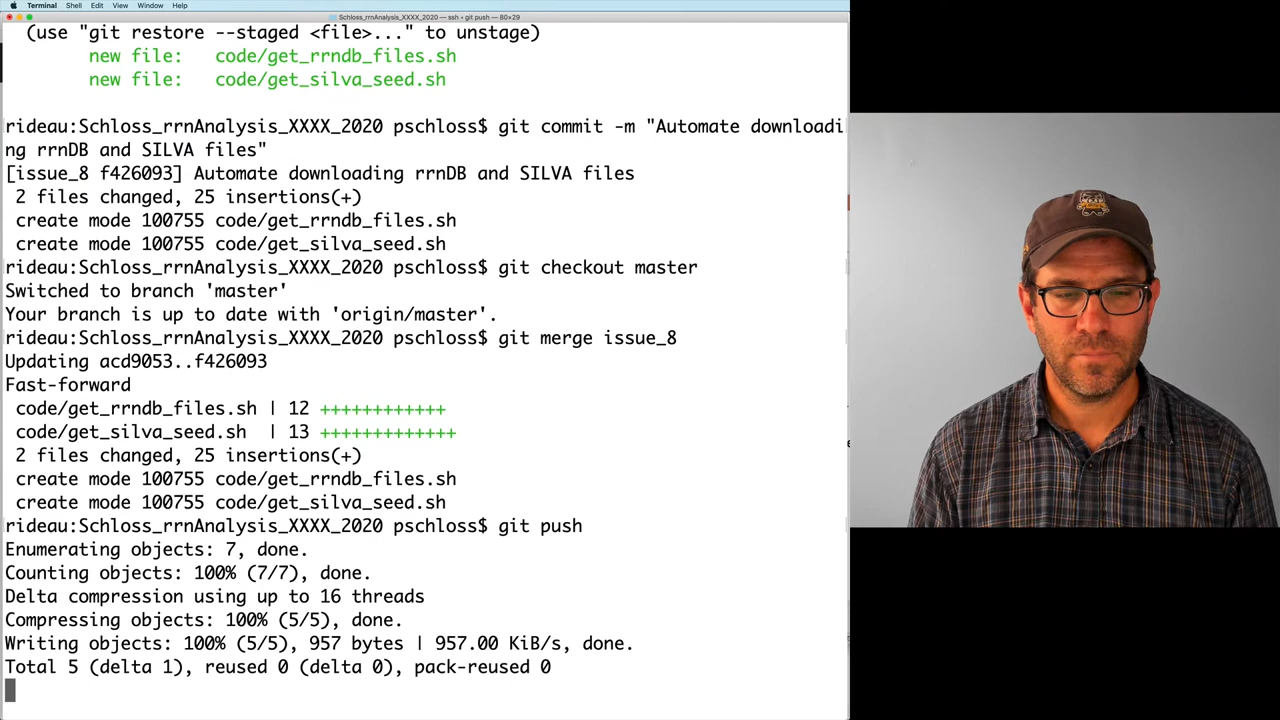 Terminal Shell Edit View Window Help
Schloss_rrnAnalysis_XXXX_2020 — ssh ‹ git push — 80×29
(use "git restore --staged <file>..." to unstage)
new file:   code/get_rrndb_files.sh
new file:   code/get_silva_seed.sh
rideau:Schloss_rrnAnalysis_XXXX_2020 pschloss$ git commit -m "Automate downloadi
ng rrnDB and SILVA files"
[issue_8 f426093] Automate downloading rrnDB and SILVA files
2 files changed, 25 insertions(+)
create mode 100755 code/get_rrndb_files.sh
create mode 100755 code/get_silva_seed.sh
rideau:Schloss_rrnAnalysis_XXXX_2020 pschloss$ git checkout master
Switched to branch 'master'
Your branch is up to date with 'origin/master'.
rideau:Schloss_rrnAnalysis_XXXX_2020 pschloss$ git merge issue_8
Updating acd9053..f426093
Fast-forward
code/get_rrndb_files.sh | 12 ++++++++++++
code/get_silva_seed.sh  | 13 +++++++++++++
2 files changed, 25 insertions(+)
create mode 100755 code/get_rrndb_files.sh
create mode 100755 code/get_silva_seed.sh
rideau:Schloss_rrnAnalysis_XXXX_2020 pschloss$ git push
Enumerating objects: 7, done.
Counting objects: 100% (7/7), done.
Delta compression using up to 16 threads
Compressing objects: 100% (5/5), done.
Writing objects: 100% (5/5), 957 bytes | 957.00 KiB/s, done.
Total 5 (delta 1), reused 0 (delta 0), pack-reused 0